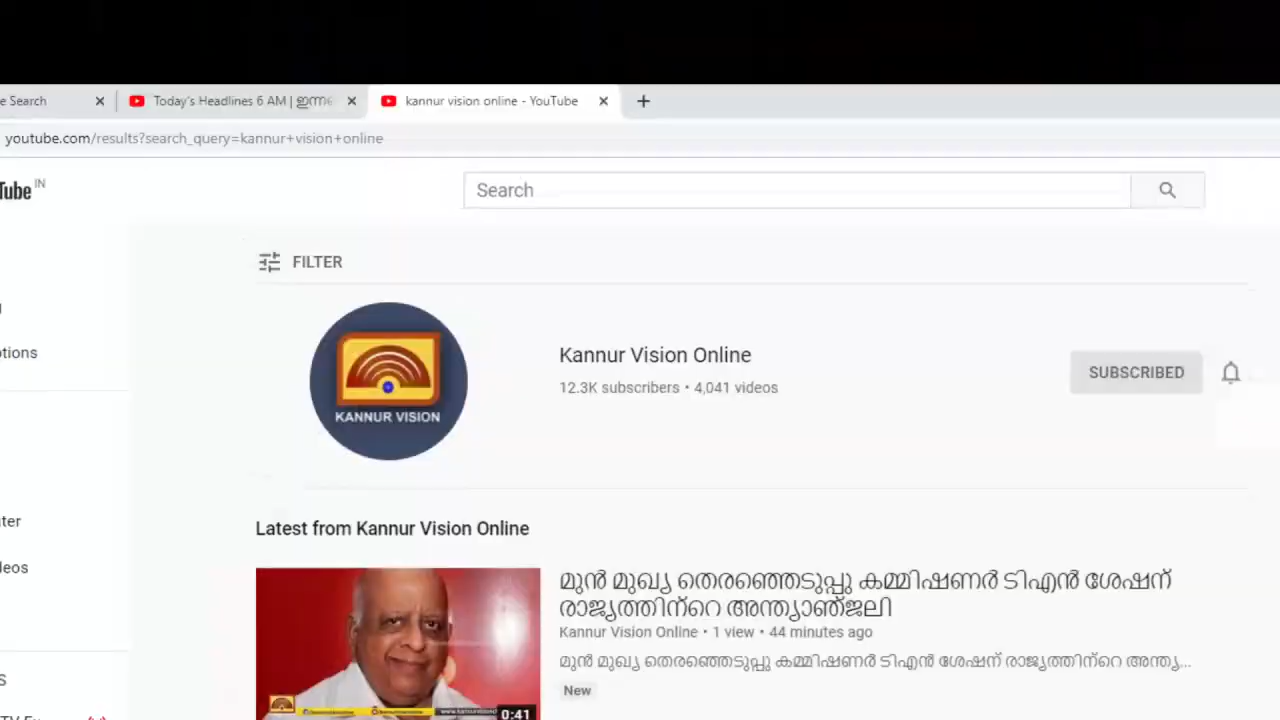 e Search
Today's Headlines 6 AM | ഇന്നത
kannur vision online - YouTube
youtube.com/results?search_query=kannur+vision+online
Tube IN
Search
FILTER
otions
KANNUR VISION
Kannur Vision Online
12.3K subscribers • 4,041 videos
SUBSCRIBED
Latest from Kannur Vision Online
മുൻ മുഖ്യ തെരഞ്ഞെടുപ്പു കമ്മിഷണർ ടിഎൻ ശേഷന്
രാജ്യത്തിന്റെ അന്ത്യാഞ്ജലി
Kannur Vision Online • 1 view • 44 minutes ago
മുൻ മുഖ്യ തെരഞ്ഞെടുപ്പു കമ്മിഷണർ ടിഎൻ ശേഷന് രാജ്യത്തിന്റെ അന്ത്യ...
New
0:41
ter
leos
S